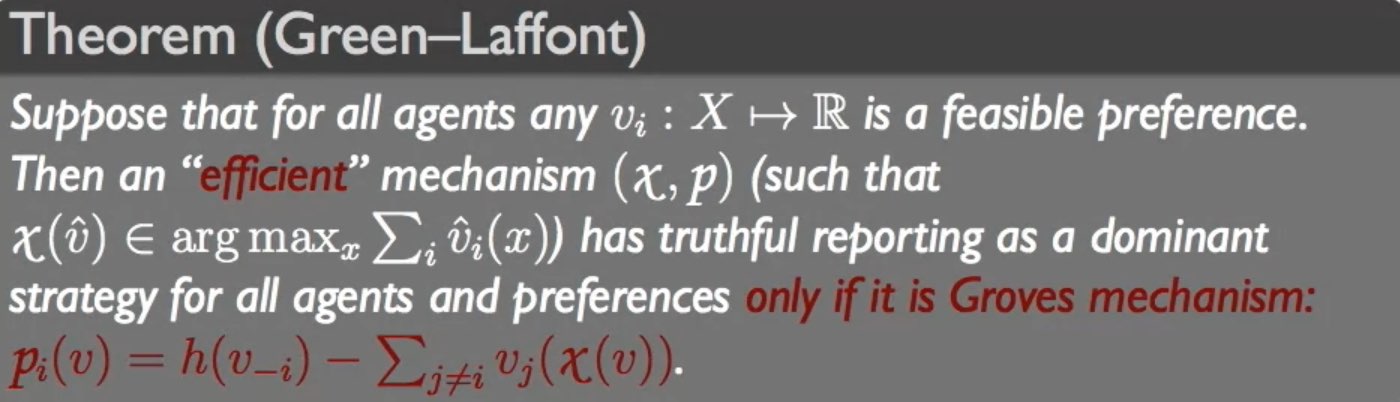 Theorem (Green–Laffont)
Suppose that for all agents any $v_i : X \mapsto \mathbb{R}$ is a feasible preference.
Then an “efficient” mechanism $(\chi, p)$ (such that
$\chi(\hat{v}) \in \arg\max_x \sum_i \hat{v}_i(x)$) has truthful reporting as a dominant
strategy for all agents and preferences only if it is Groves mechanism:
$p_i(v) = h(v_{-i}) - \sum_{j \neq i} v_j(\chi(v))$.